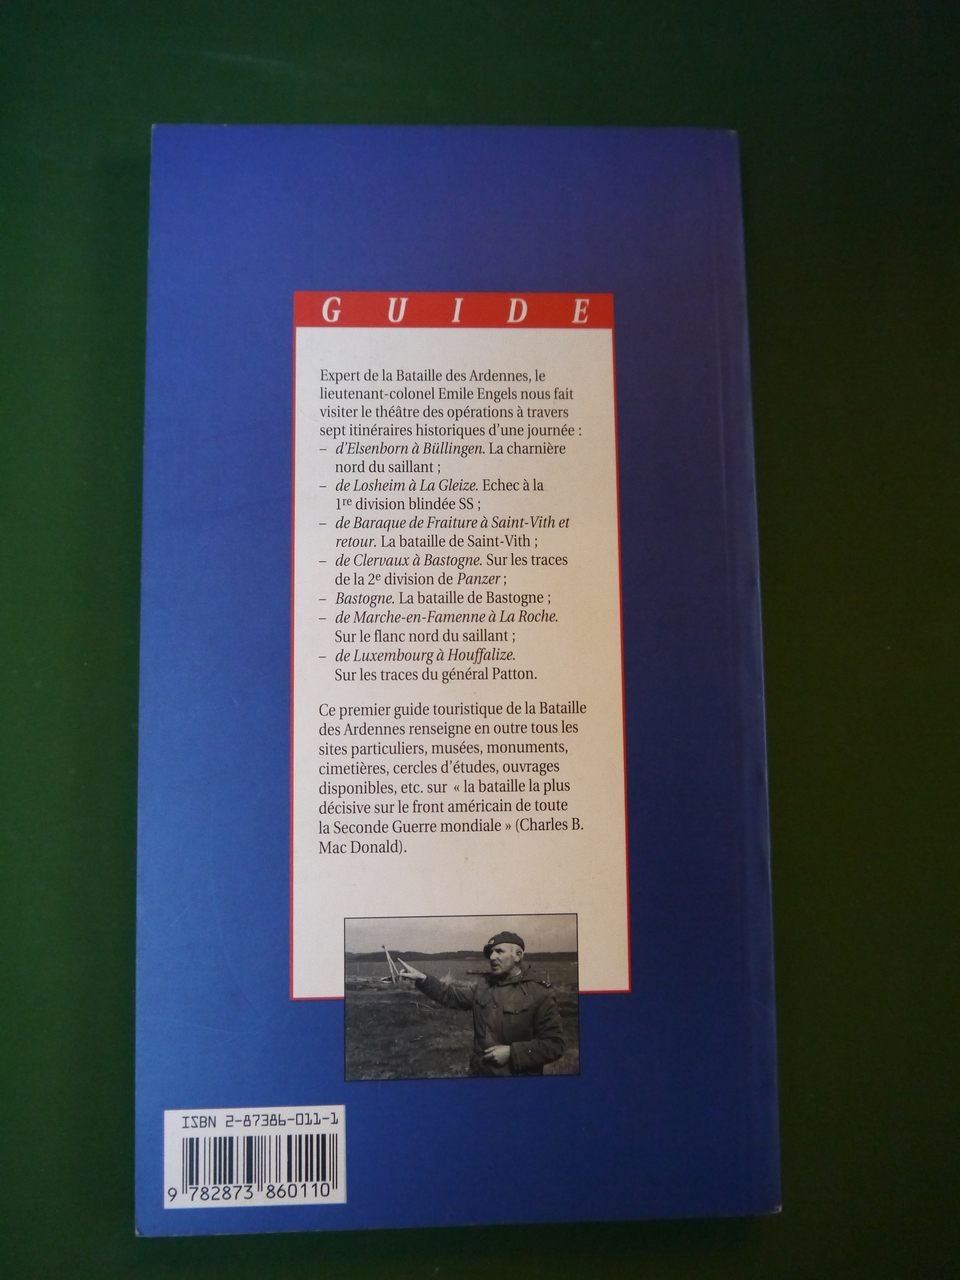 GUIDE
Expert de la Bataille des Ardennes, le
lieutenant-colonel Emile Engels nous fait
visiter le théâtre des opérations à travers
sept itinéraires historiques d'une journée :
– d'Elsenborn à Büllingen. La charnière
nord du saillant ;
– de Losheim à La Gleize. Echec à la
1re division blindée SS ;
– de Baraque de Fraiture à Saint-Vith et
retour. La bataille de Saint-Vith ;
– de Clervaux à Bastogne. Sur les traces
de la 2e division de Panzer ;
– Bastogne. La bataille de Bastogne ;
– de Marche-en-Famenne à La Roche.
Sur le flanc nord du saillant ;
– de Luxembourg à Houffalize.
Sur les traces du général Patton.
Ce premier guide touristique de la Bataille
des Ardennes renseigne en outre tous les
sites particuliers, musées, monuments,
cimetières, cercles d'études, ouvrages
disponibles, etc. sur « la bataille la plus
décisive sur le front américain de toute
la Seconde Guerre mondiale » (Charles B.
Mac Donald).
ISBN 2-87386-011-1
9 782873 860110